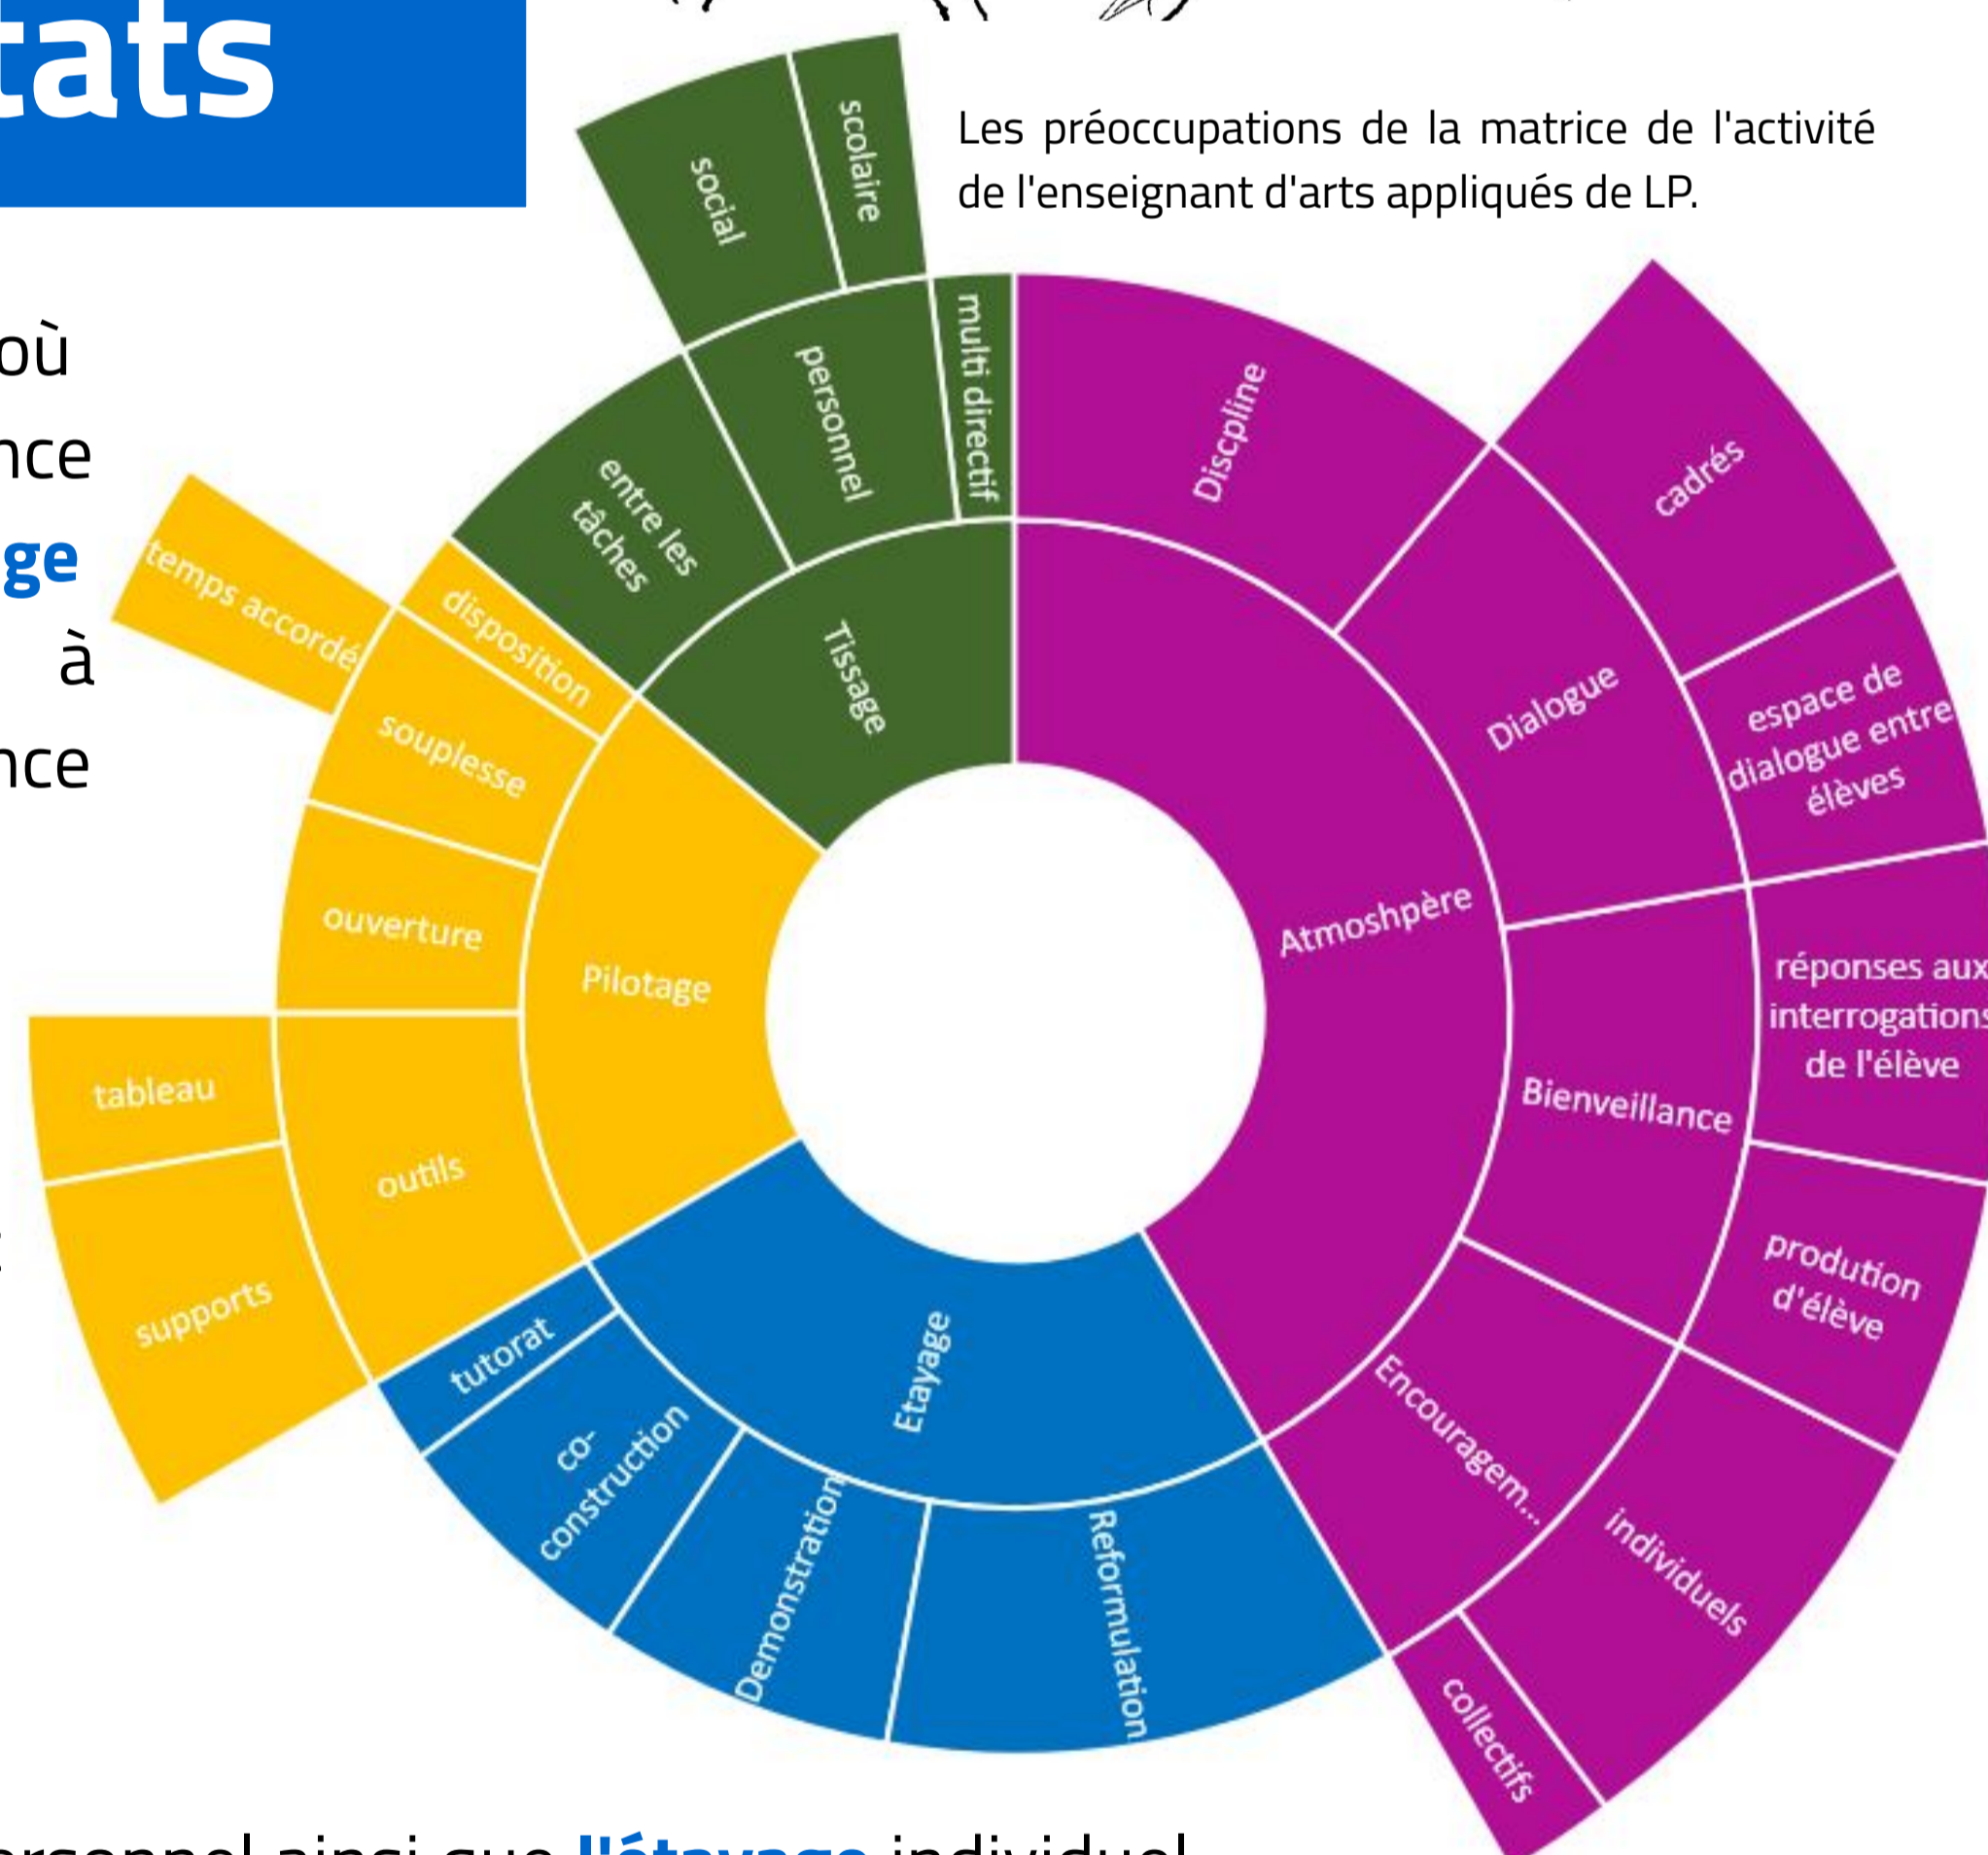 tats
Les préoccupations de la matrice de l'activité
de l'enseignant d'arts appliqués de LP.
où
nce
ge
à
nce
social
scolaire
personnel
multi directif
entre les
tâches
Tissage
Discpline
Dialogue
cadrés
espace de
dialogue entre
élèves
Atmoshpère
Bienveillance
réponses aux
interrogations
de l'élève
prodution
d'élève
Encouragem...
individuels
collectifs
Etayage
Reformulation
Demonstration
co-
construction
tutorat
Pilotage
outils
supports
tableau
ouverture
souplesse
temps accordé
disposition
ersonnel ainsi que l'étayage individuel